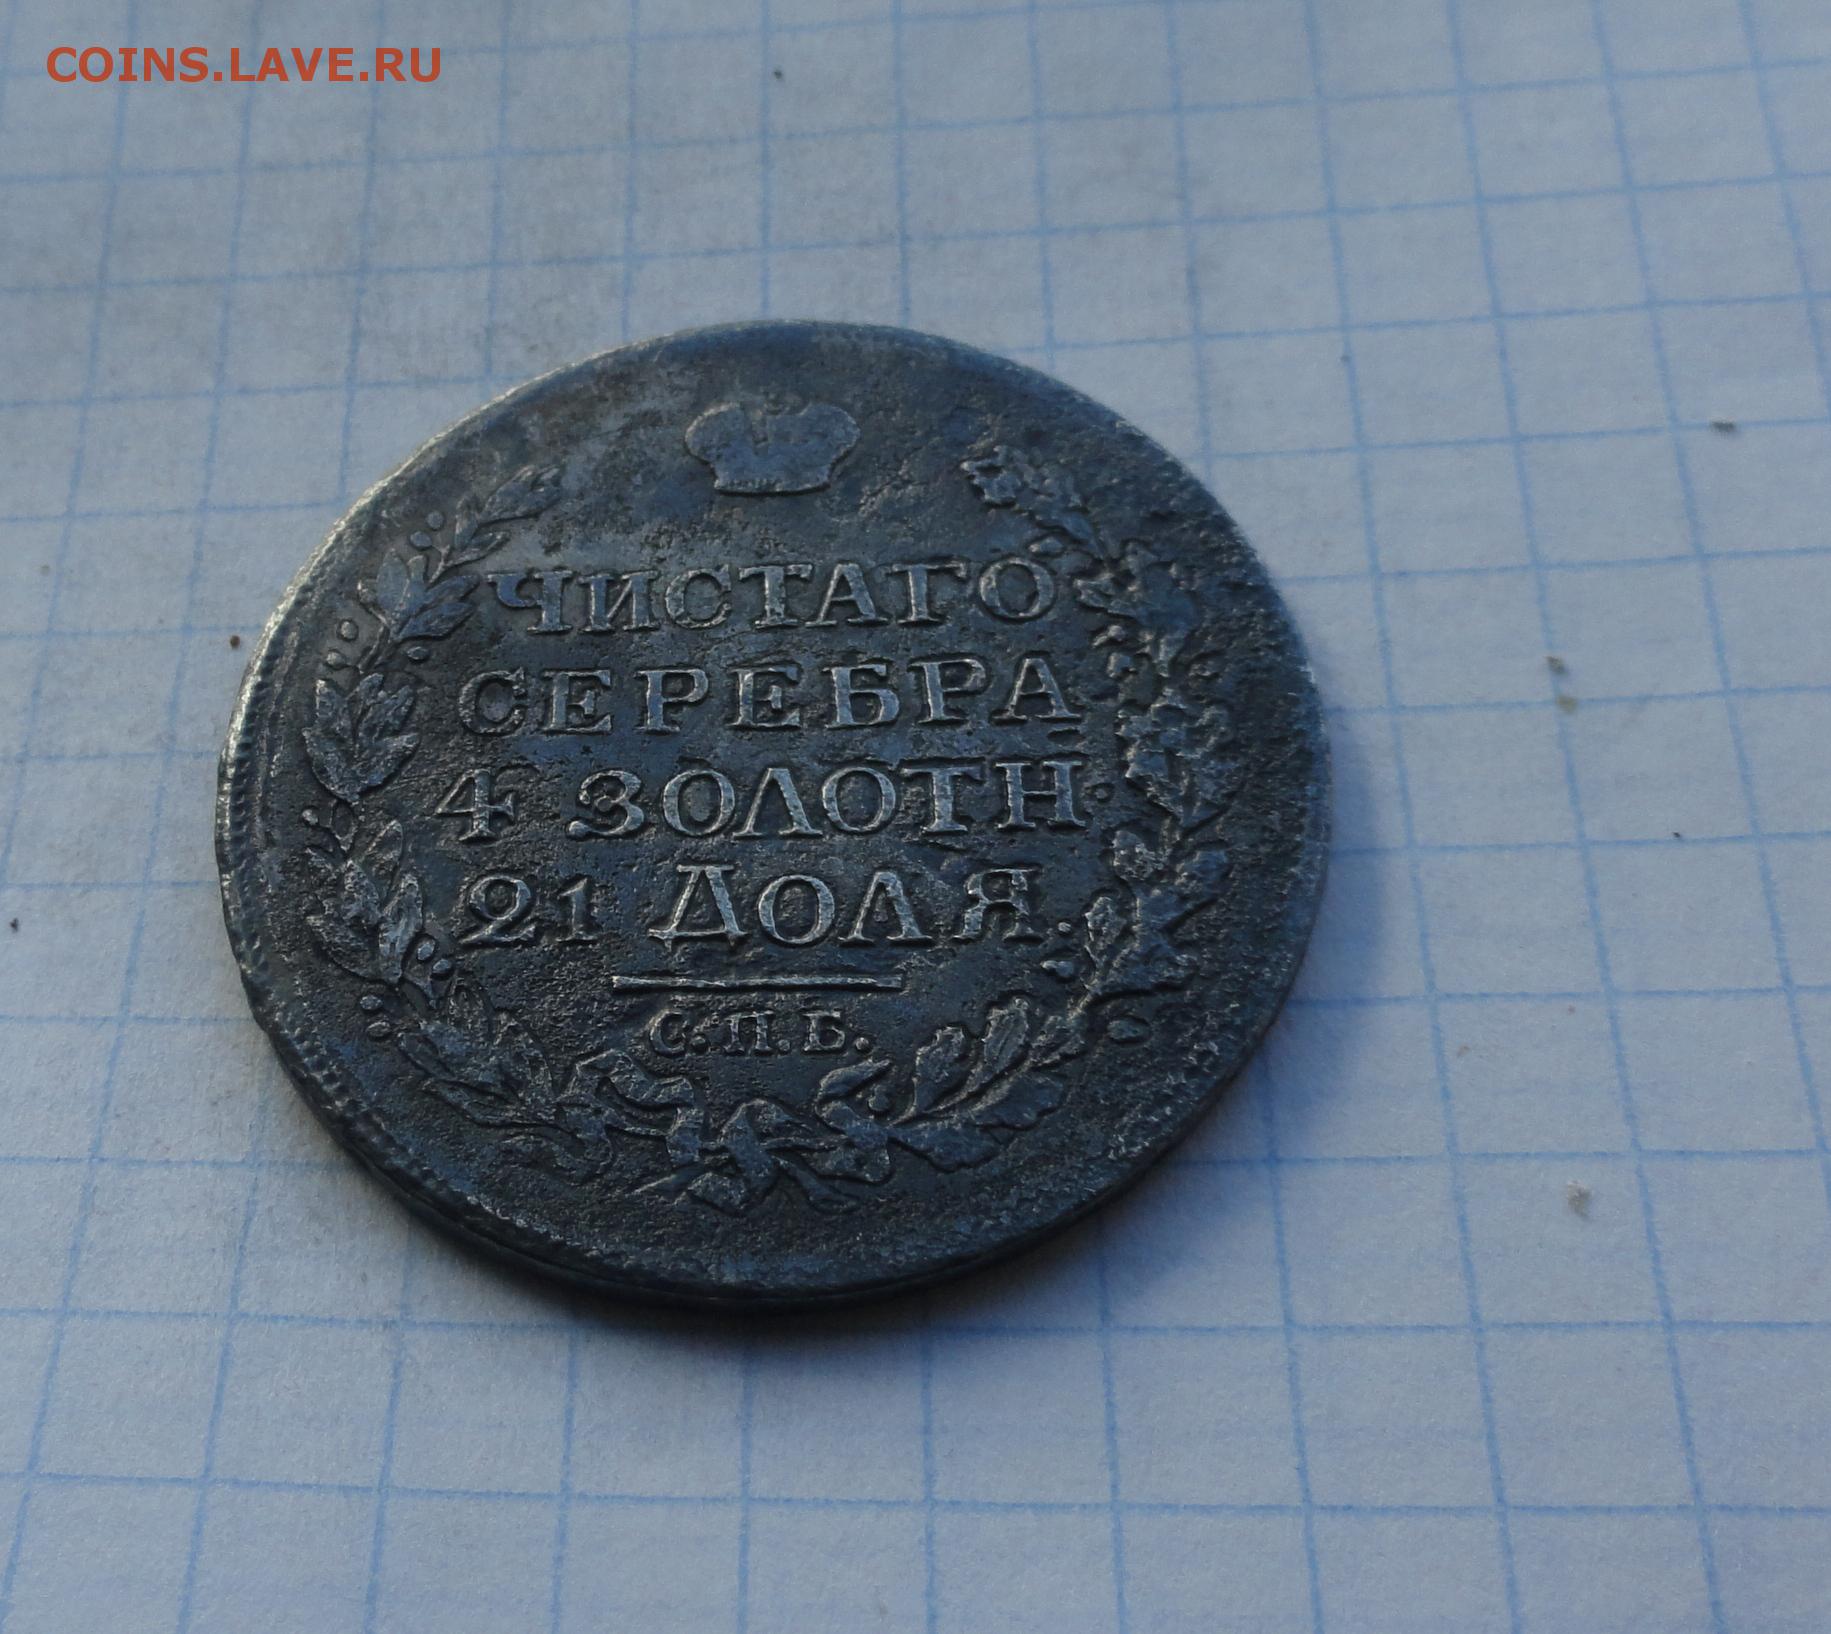 COINS.LAVE.RU
ЧИСТАГО
СЕРЕБРА
4 ЗОЛОТН.
21 ДОЛЯ.
С.П.Б.